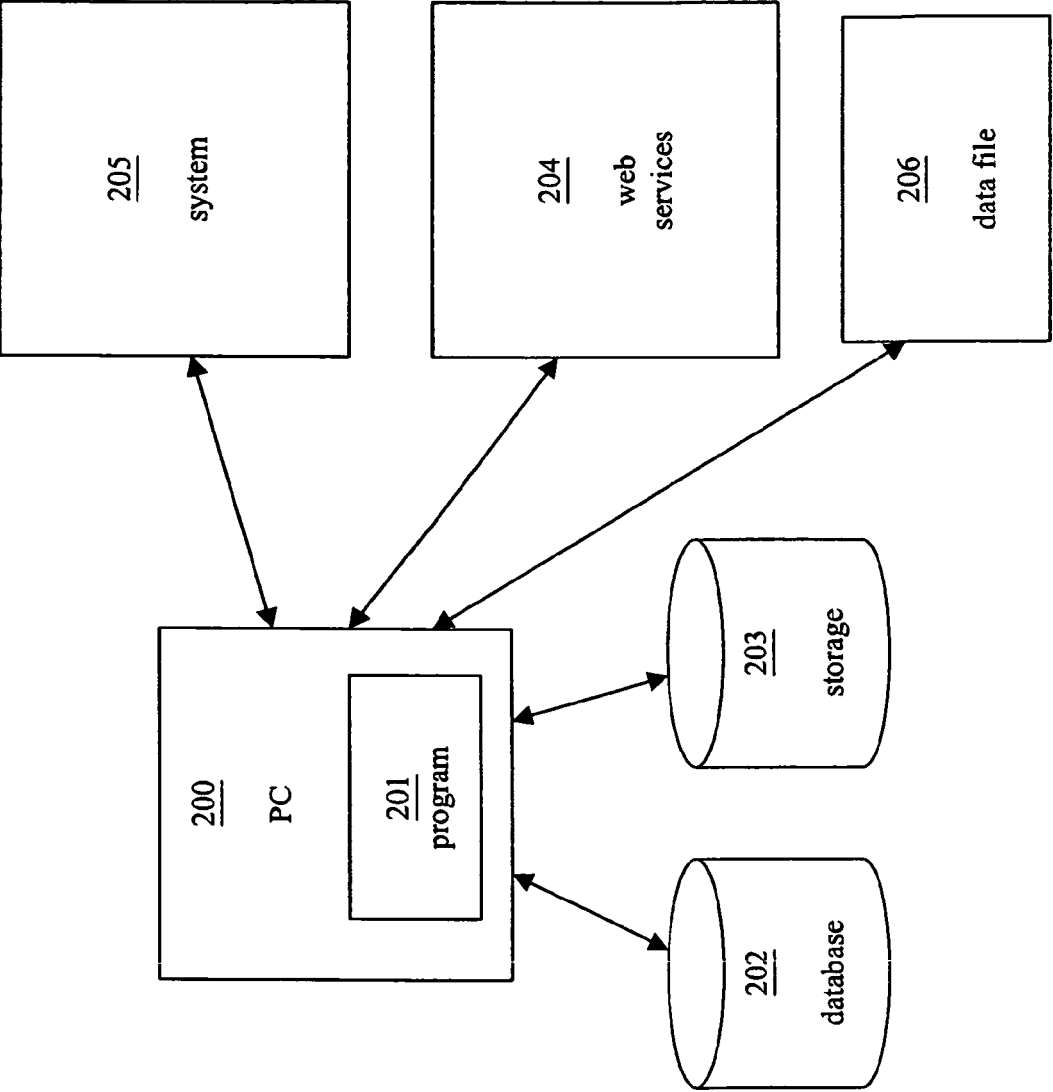 205
system
204
web
services
206
data file
200
PC
201
program
203
storage
202
database